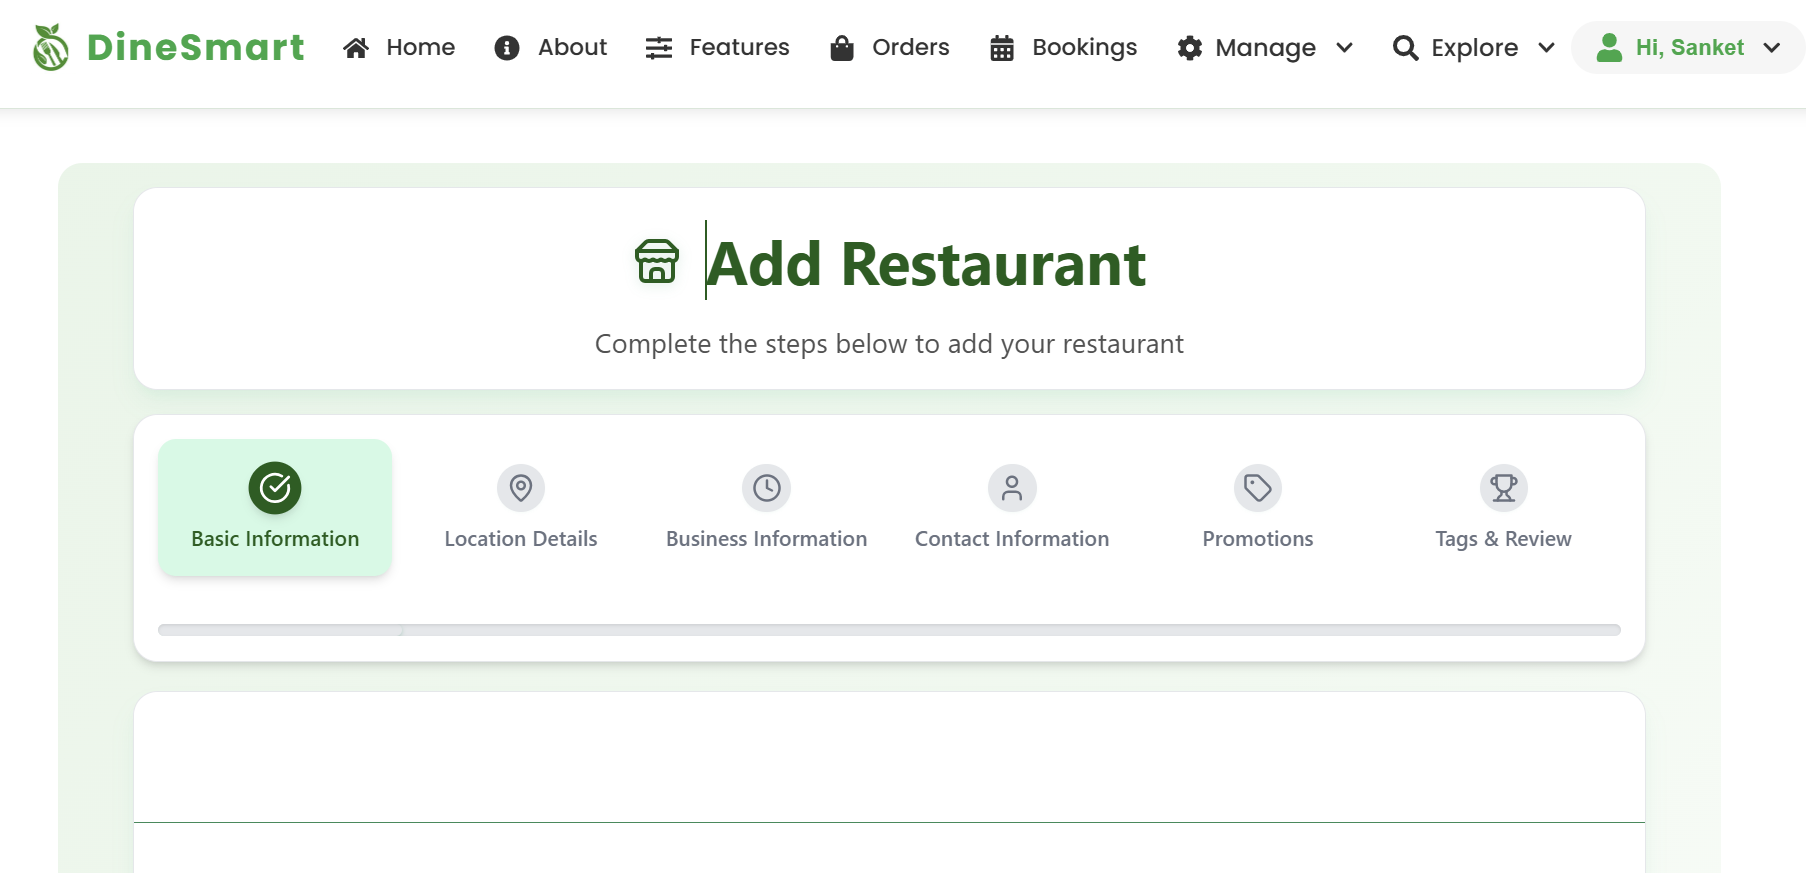 DineSmart Home About Features Orders Bookings Manage Explore Hi, Sanket
Add Restaurant
Complete the steps below to add your restaurant
Basic Information Location Details Business Information Contact Information Promotions Tags & Review